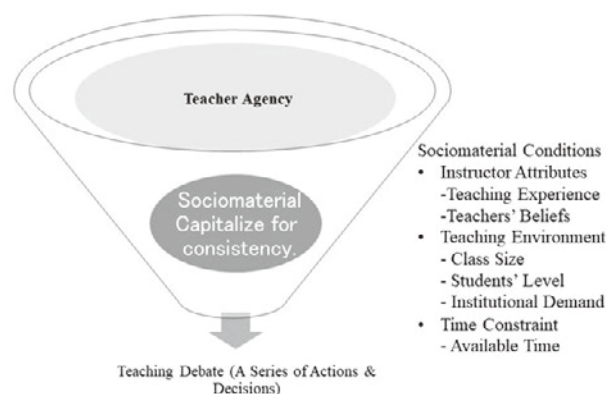 Teacher Agency
Sociomaterial
Capitalize for
consistency.
Teaching Debate (A Series of Actions &
Decisions)
Sociomaterial Conditions
• Instructor Attributes
-Teaching Experience
-Teachers' Beliefs
• Teaching Environment
- Class Size
- Students' Level
- Institutional Demand
• Time Constraint
- Available Time